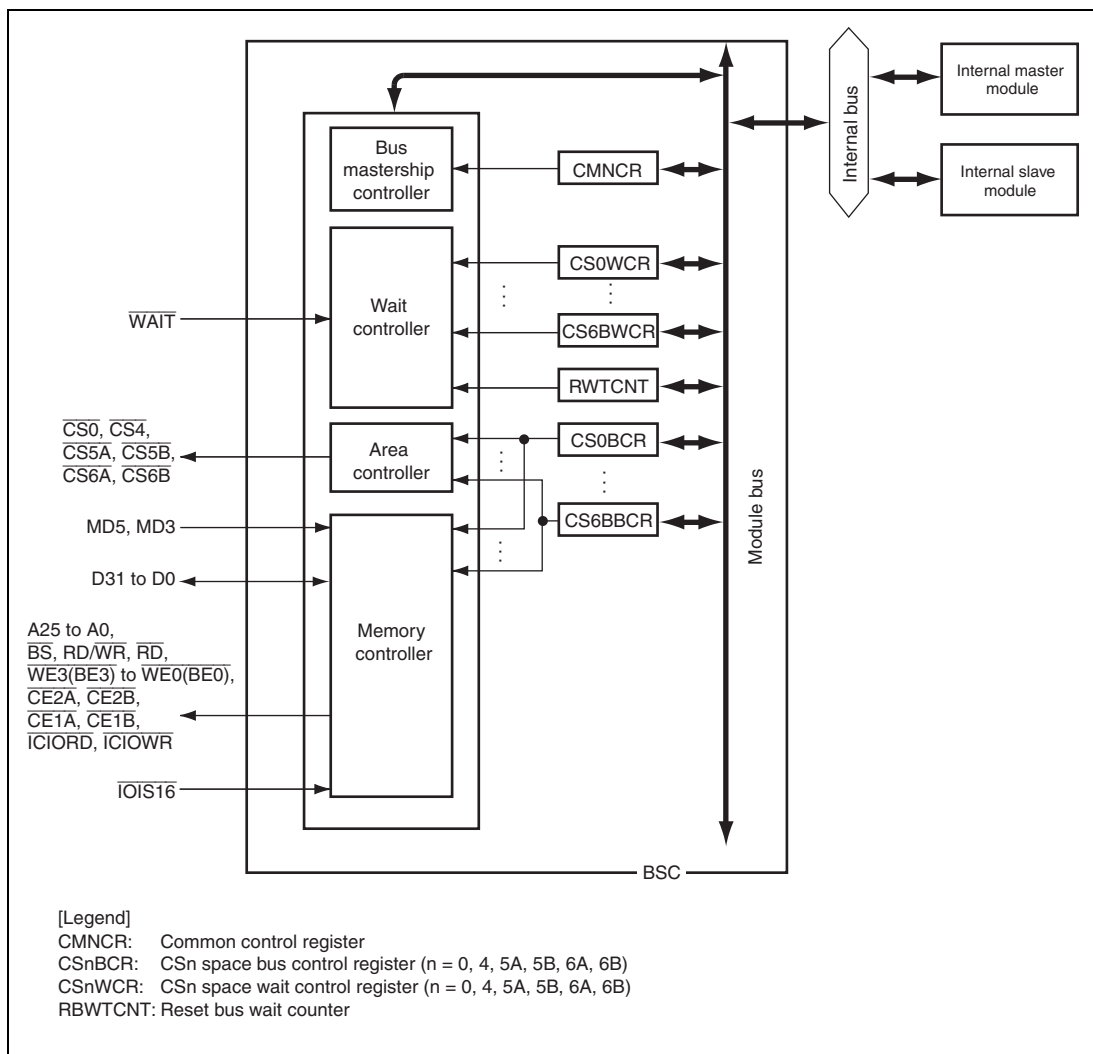 Internal bus
Internal master
module
Internal slave
module
Bus
mastership
controller
CMNCR
CS0WCR
WAIT
Wait
controller
CS6BWCR
RWTCNT
CS0, CS4,
CS5A, CS5B,
CS6A, CS6B
Area
controller
CS0BCR
CS6BBCR
Module bus
MD5, MD3
D31 to D0
A25 to A0,
BS, RD/WR, RD,
WE3(BE3) to WE0(BE0),
CE2A, CE2B,
CE1A, CE1B,
ICIORD, ICIOWR
Memory
controller
IOIS16
BSC
[Legend]
CMNCR: Common control register
CSnBCR: CSn space bus control register (n = 0, 4, 5A, 5B, 6A, 6B)
CSnWCR: CSn space wait control register (n = 0, 4, 5A, 5B, 6A, 6B)
RBWTCNT: Reset bus wait counter